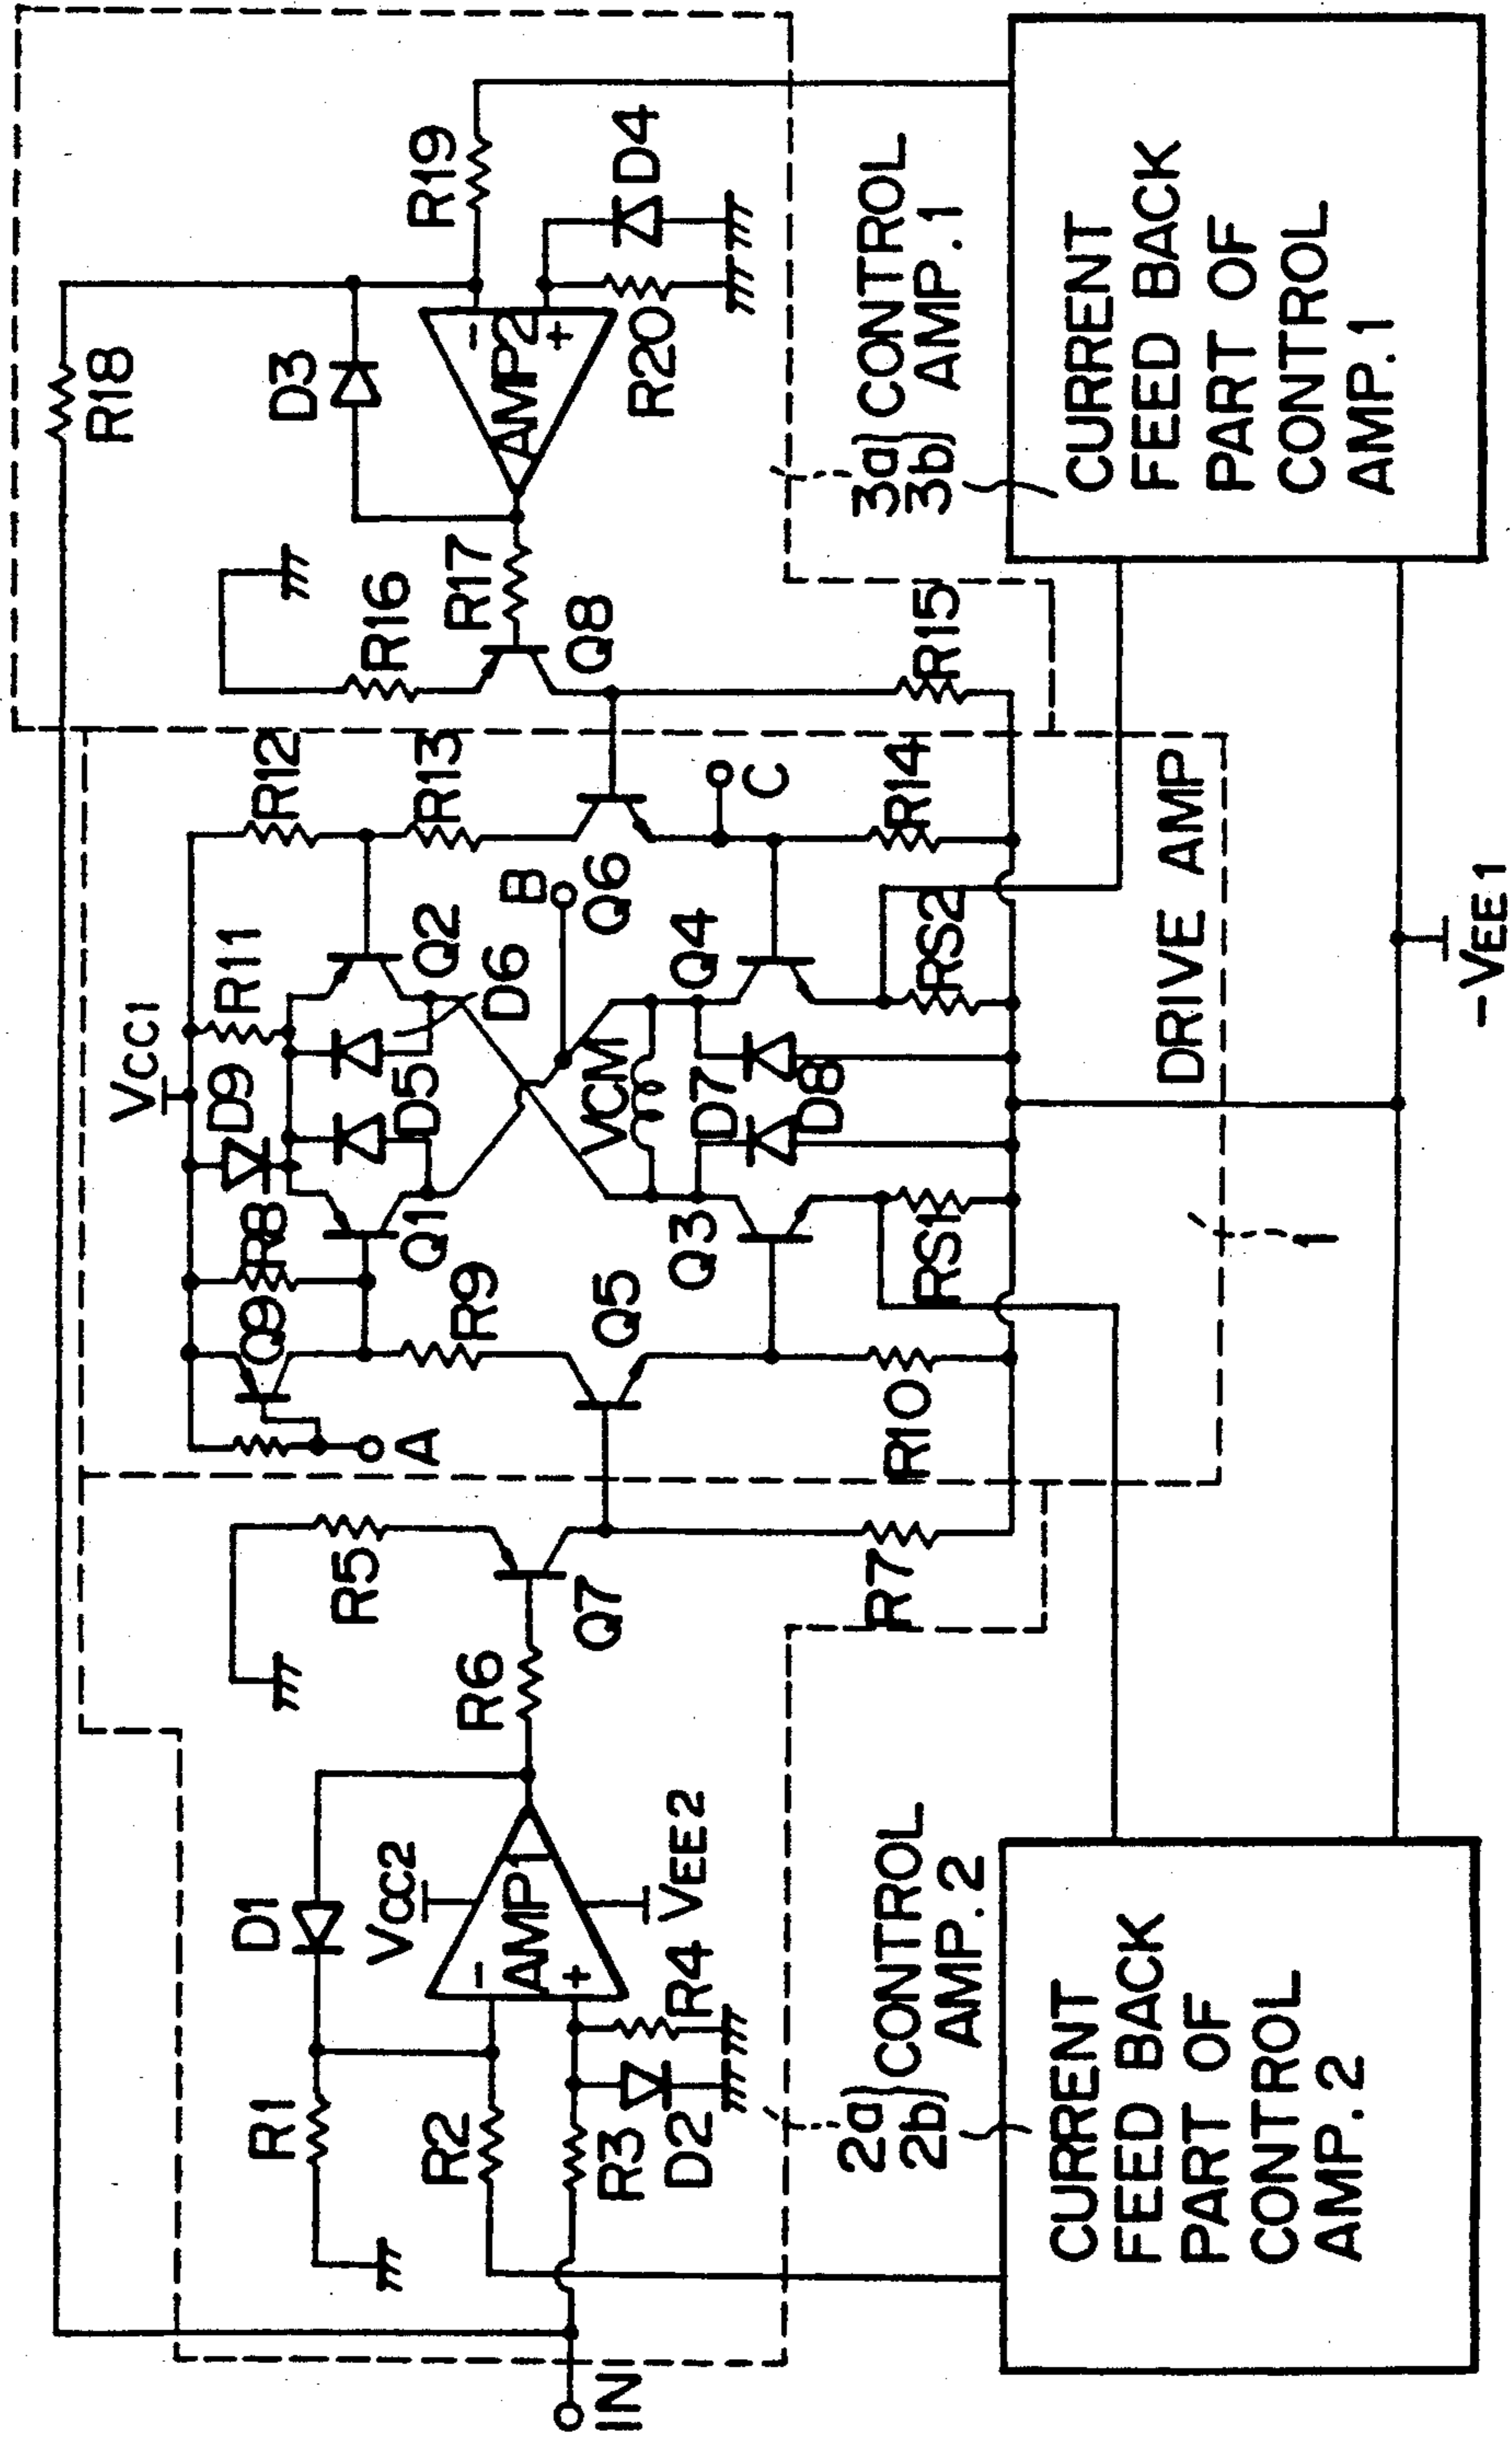 IN
R1
R2
R3
D2
R4
D1
VCC2
AMP1
-
+
VEE2
R6
R5
Q7
R7
2a
2b
CONTROL
AMP.2
CURRENT
FEED BACK
PART OF
CONTROL
AMP.2
A
Q9
R8
R9
Q5
R10
VCC1
D9
R11
Q1
D5
D6
Q2
R12
R13
B
VCM
Q3
D7
D8
Q4
Q6
C
RS1
RS2
R14
DRIVE AMP
1
-VEE1
R16
R17
Q8
R15
R18
D3
AMP2
-
+
R19
R20
D4
3a
3b
CONTROL
AMP.1
CURRENT
FEED BACK
PART OF
CONTROL
AMP.1